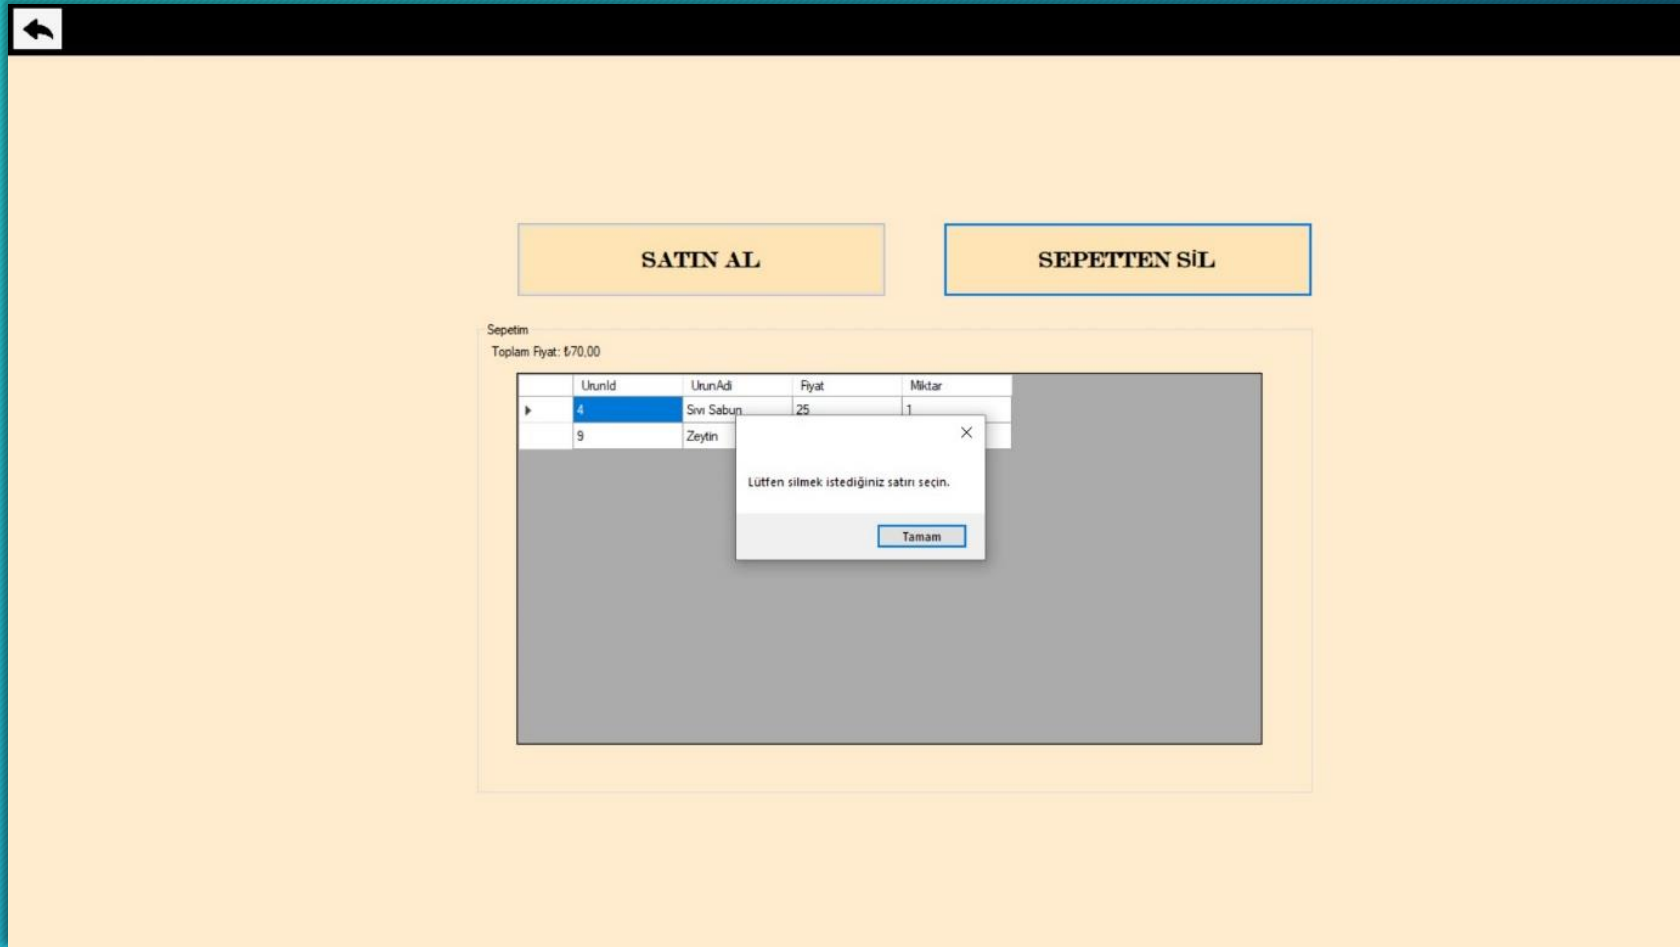 SATIN AL
SEPETTEN SİL
Sepetim
Toplam Fiyat: ₺70,00
UrunId UrunAdi Fiyat Miktar
4 Sıvı Sabun 25 1
9 Zeytin
Lütfen silmek istediğiniz satırı seçin.
Tamam